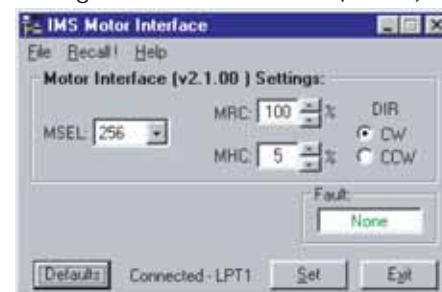 IMS Motor Interface
File Recall! Help
Motor Interface (v2.1.00 ) Settings:
MSEL: 256
MRC: 100 %
MHC: 5 %
DIR
CW
CCW
Fault:
None
Defaults Connected - LPT1 Set Exit